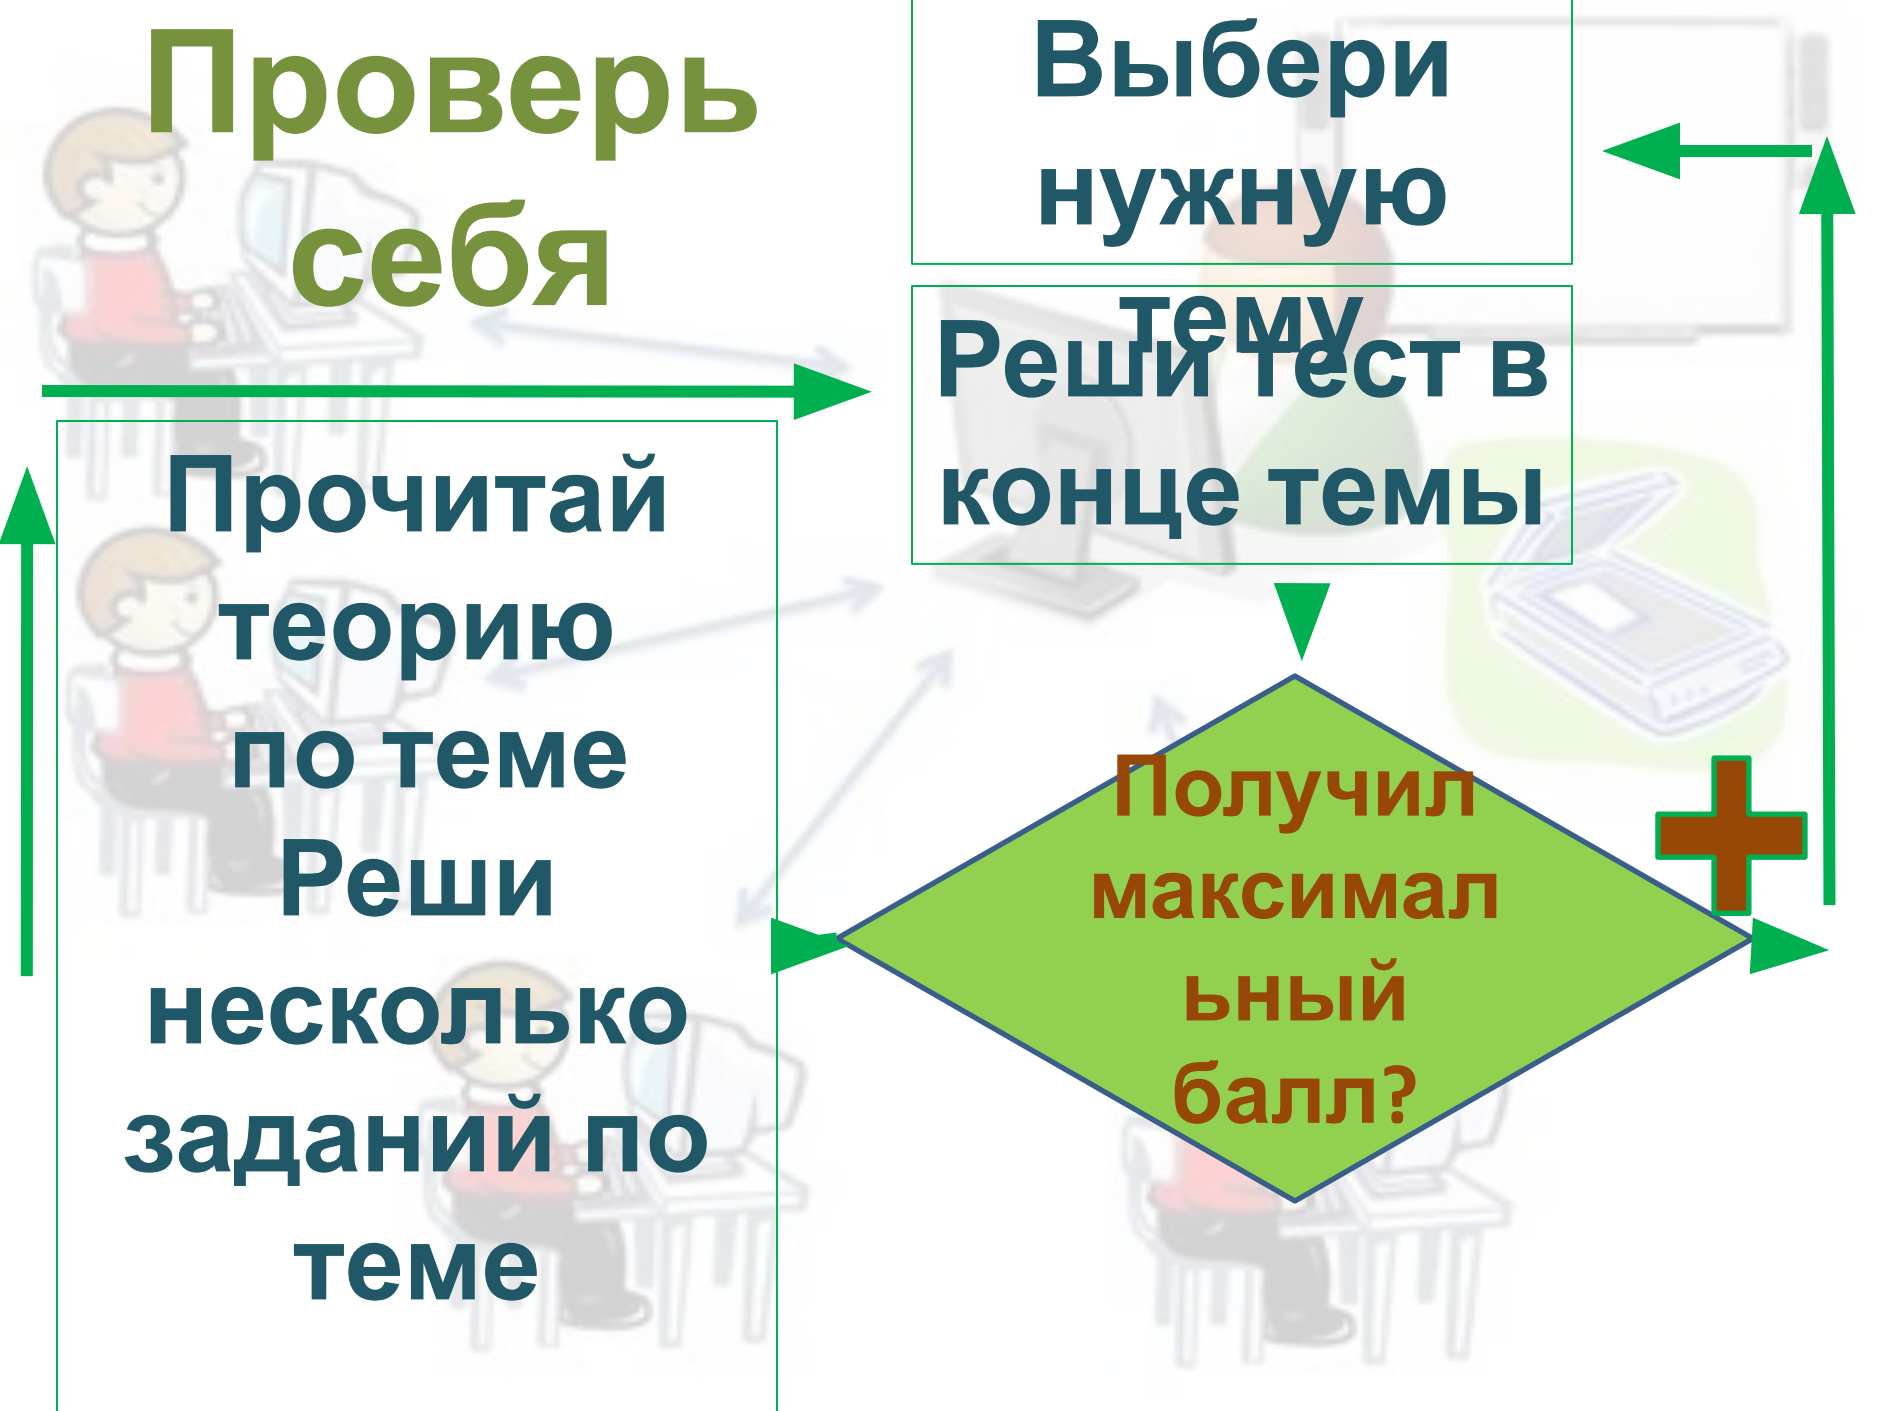 Проверь
себя
Выбери
нужную
тему
Реши тест в
конце темы
Прочитай
теорию
по теме
Реши
несколько
заданий по
теме
Получил
максимал
ьный
балл?